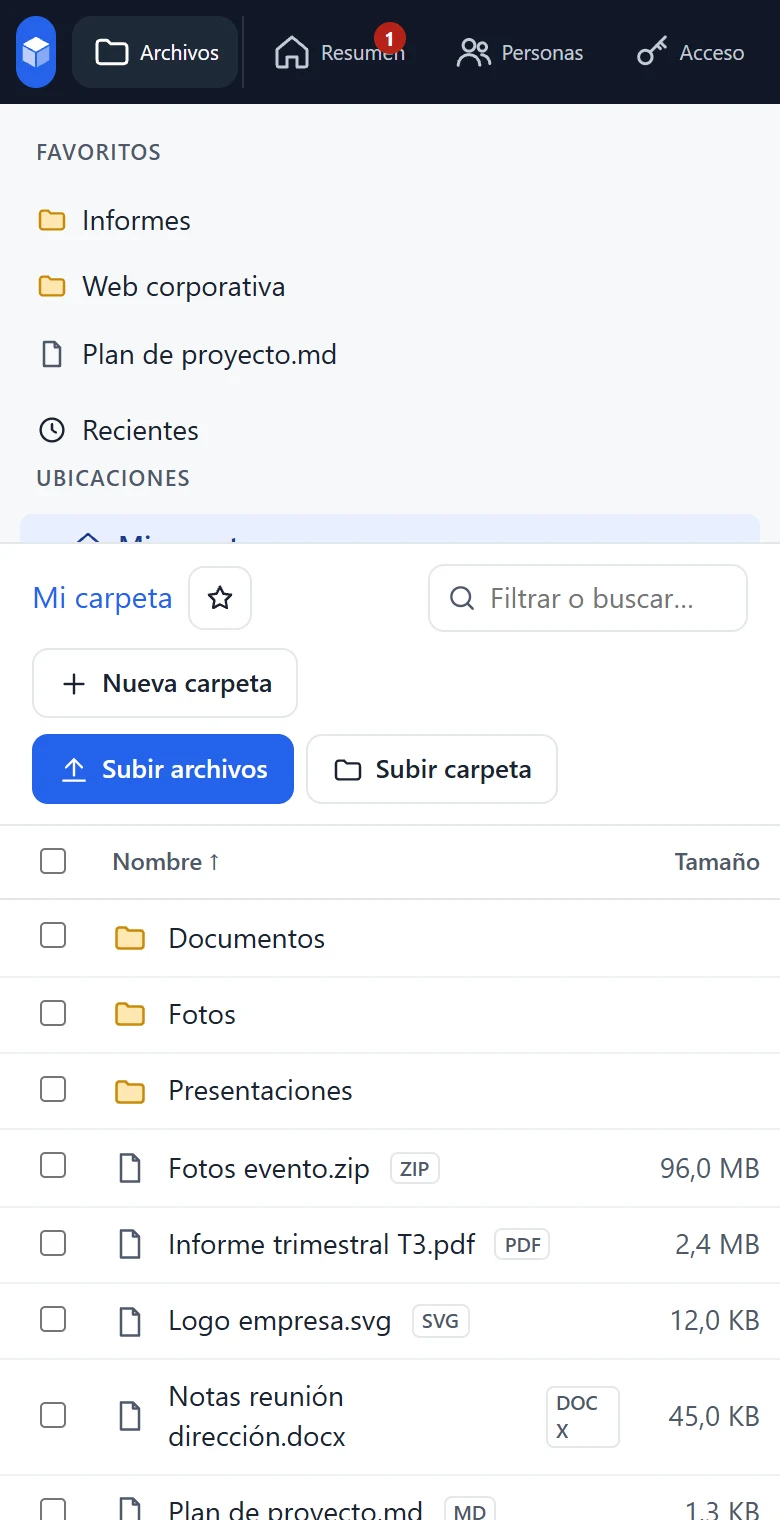 Archivos
Resumen
1
Personas
Acceso
FAVORITOS
Informes
Web corporativa
Plan de proyecto.md
Recientes
UBICACIONES
Mi carpeta
Filtrar o buscar...
Nueva carpeta
Subir archivos
Subir carpeta
Nombre ↑
Tamaño
Documentos
Fotos
Presentaciones
Fotos evento.zip ZIP 96,0 MB
Informe trimestral T3.pdf PDF 2,4 MB
Logo empresa.svg SVG 12,0 KB
Notas reunión
dirección.docx
DOC
X
45,0 KB
Plan de proyecto.md MD 1,3 KB